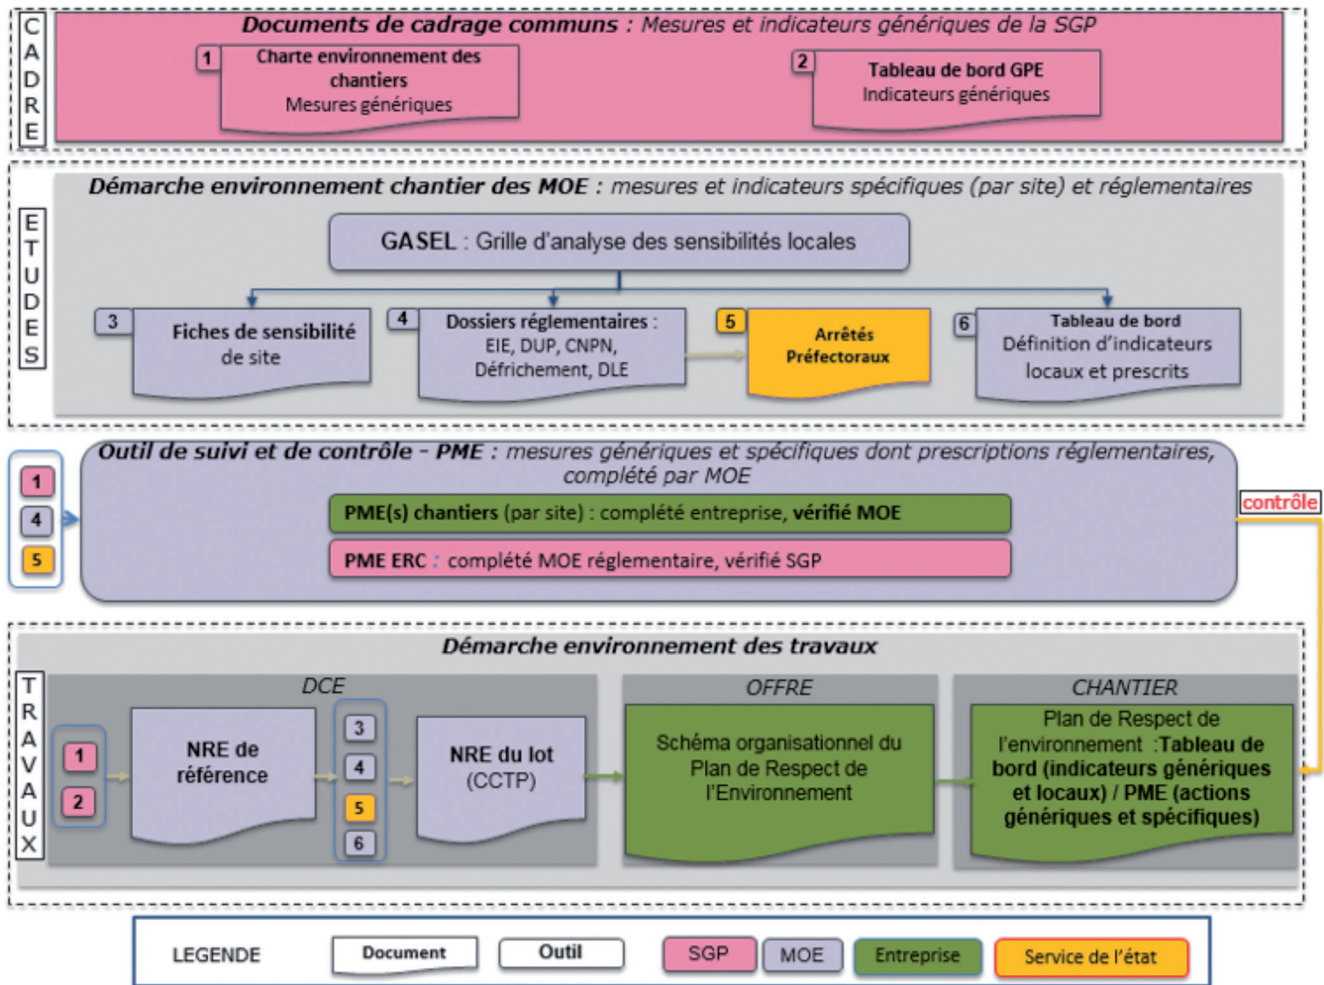 CADRE
Documents de cadrage communs : Mesures et indicateurs génériques de la SGP
1
Charte environnement des
chantiers
Mesures génériques
2
Tableau de bord GPE
Indicateurs génériques
ETUDES
Démarche environnement chantier des MOE : mesures et indicateurs spécifiques (par site) et réglementaires
GASEL : Grille d'analyse des sensibilités locales
3
Fiches de sensibilité
de site
4
Dossiers réglementaires :
EIE, DUP, CNPN,
Défrichement, DLE
5
Arrêtés
Préfectoraux
6
Tableau de bord
Définition d'indicateurs
locaux et prescrits
1
4
5
Outil de suivi et de contrôle - PME : mesures génériques et spécifiques dont prescriptions réglementaires,
complété par MOE
PME(s) chantiers (par site) : complété entreprise, vérifié MOE
PME ERC : complété MOE réglementaire, vérifié SGP
contrôle
TRAVAUX
Démarche environnement des travaux
DCE
1
2
NRE de
référence
3
4
5
6
NRE du lot
(CCTP)
OFFRE
Schéma organisationnel du
Plan de Respect de
l'Environnement
CHANTIER
Plan de Respect de
l'environnement :Tableau de
bord (indicateurs génériques
et locaux) / PME (actions
génériques et spécifiques)
LEGENDE
Document
Outil
SGP
MOE
Entreprise
Service de l'état